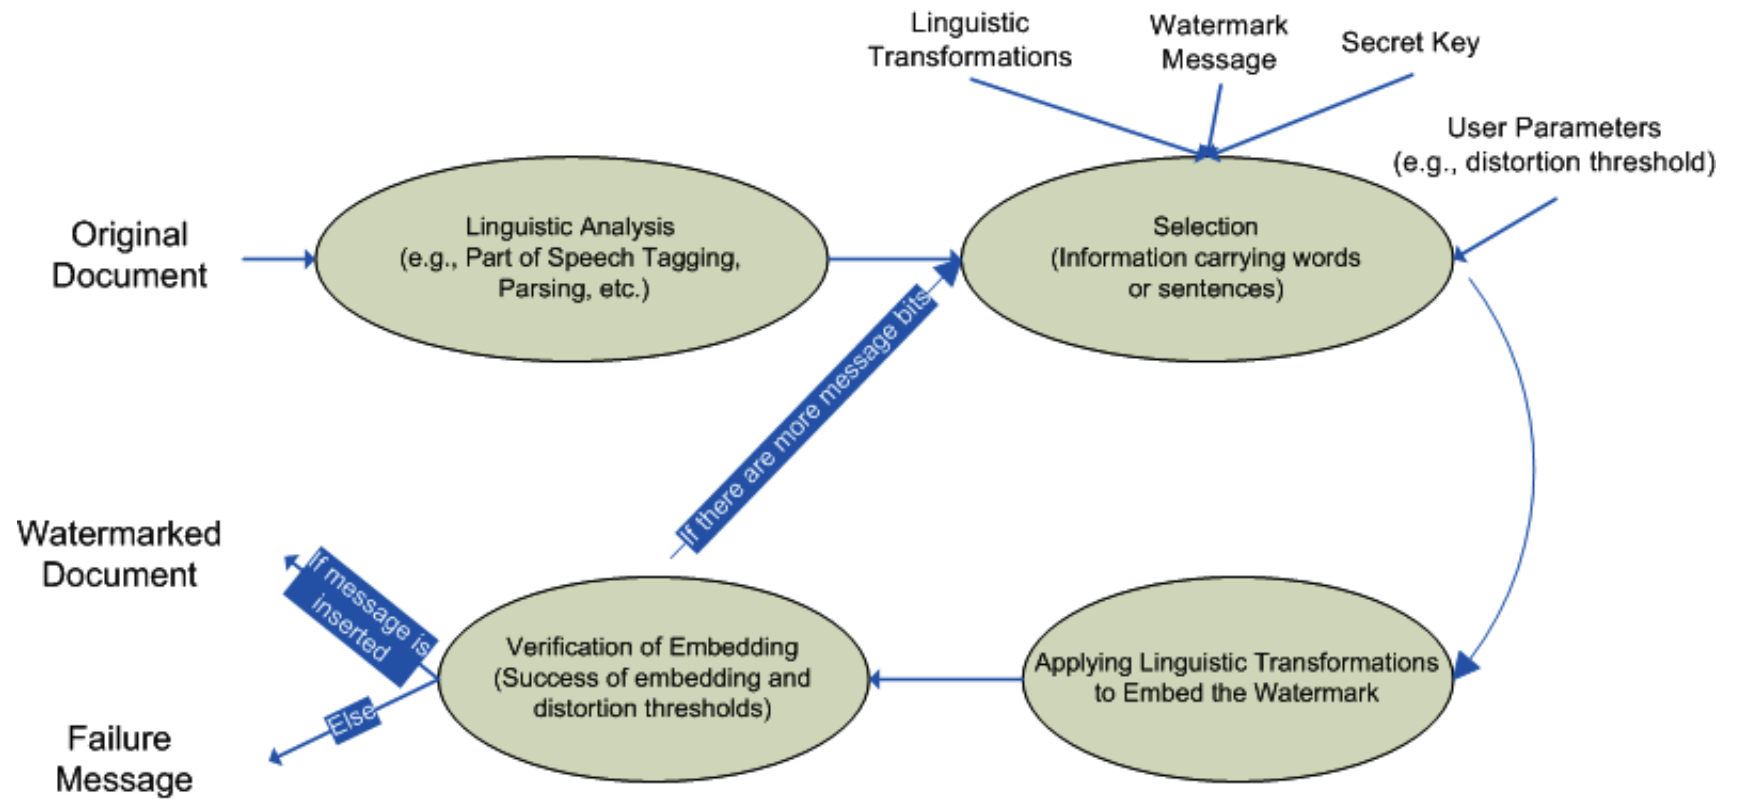 Linguistic
Transformations
Watermark
Message
Secret Key
User Parameters
(e.g., distortion threshold)
Original
Document
Linguistic Analysis
(e.g., Part of Speech Tagging,
Parsing, etc.)
Selection
(Information carrying words
or sentences)
If there are more message bits
Watermarked
Document
If message is
inserted
Verification of Embedding
(Success of embedding and
distortion thresholds)
Applying Linguistic Transformations
to Embed the Watermark
Else
Failure
Message